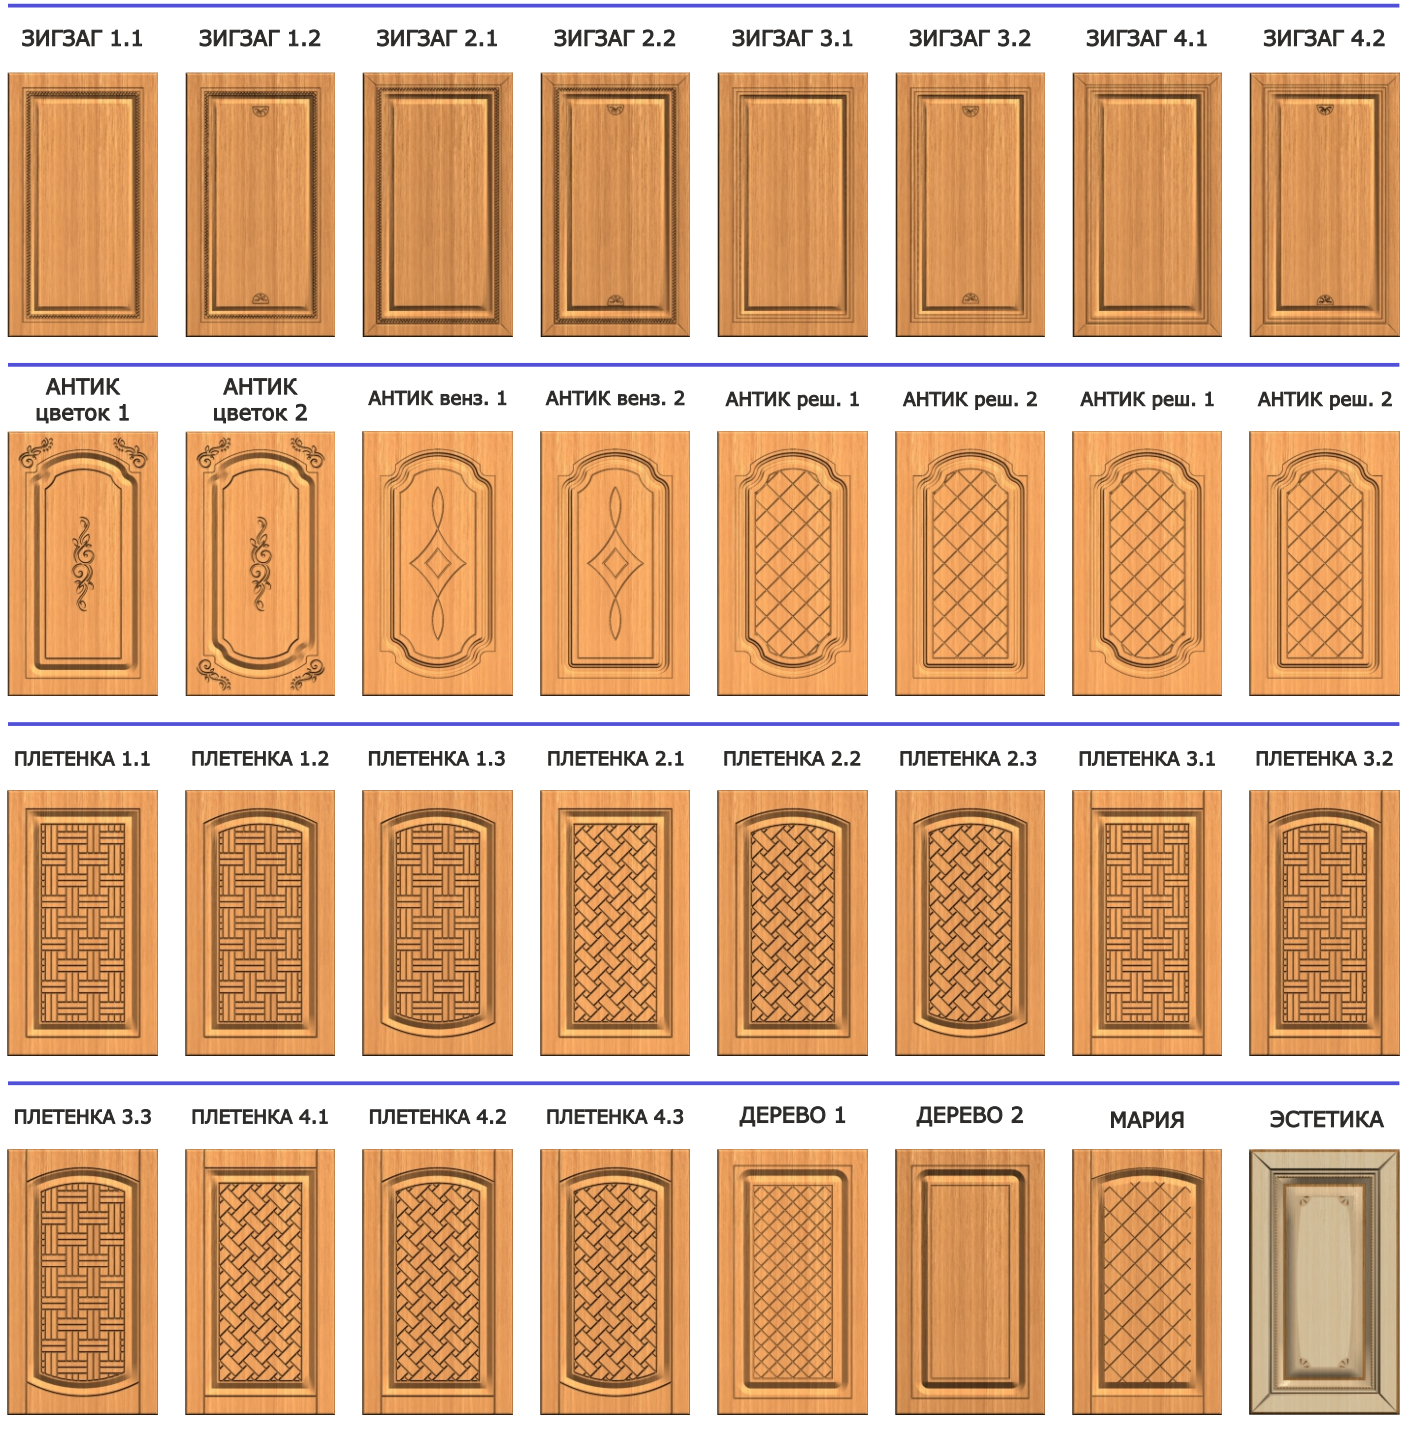 ЗИГЗАГ 1.1 ЗИГЗАГ 1.2 ЗИГЗАГ 2.1 ЗИГЗАГ 2.2 ЗИГЗАГ 3.1 ЗИГЗАГ 3.2 ЗИГЗАГ 4.1 ЗИГЗАГ 4.2
АНТИК
цветок 1
АНТИК
цветок 2
АНТИК венз. 1 АНТИК венз. 2 АНТИК реш. 1 АНТИК реш. 2 АНТИК реш. 1 АНТИК реш. 2
ПЛЕТЕНКА 1.1 ПЛЕТЕНКА 1.2 ПЛЕТЕНКА 1.3 ПЛЕТЕНКА 2.1 ПЛЕТЕНКА 2.2 ПЛЕТЕНКА 2.3 ПЛЕТЕНКА 3.1 ПЛЕТЕНКА 3.2
ПЛЕТЕНКА 3.3 ПЛЕТЕНКА 4.1 ПЛЕТЕНКА 4.2 ПЛЕТЕНКА 4.3 ДЕРЕВО 1 ДЕРЕВО 2 МАРИЯ ЭСТЕТИКА